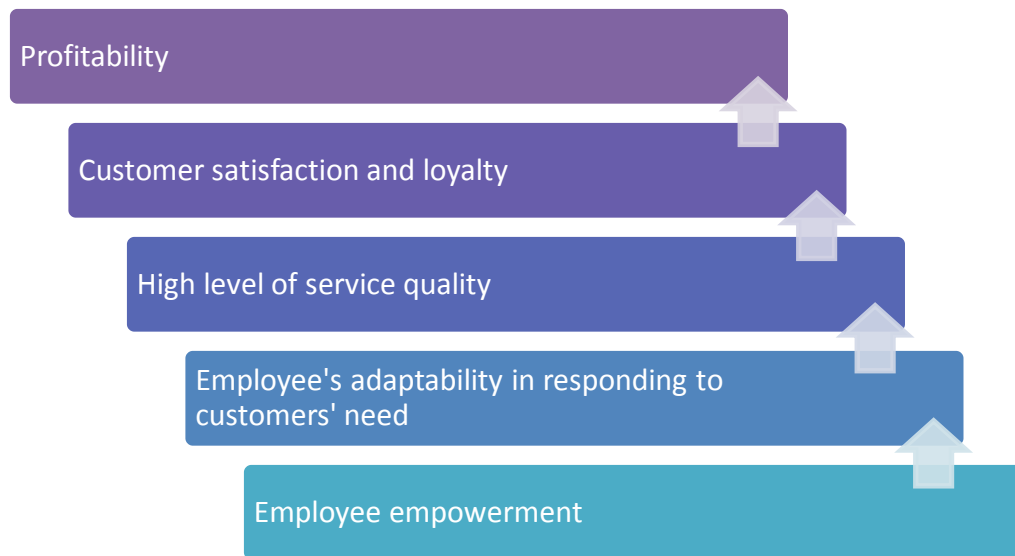 Profitability
Customer satisfaction and loyalty
High level of service quality
Employee's adaptability in responding to
customers' need
Employee empowerment